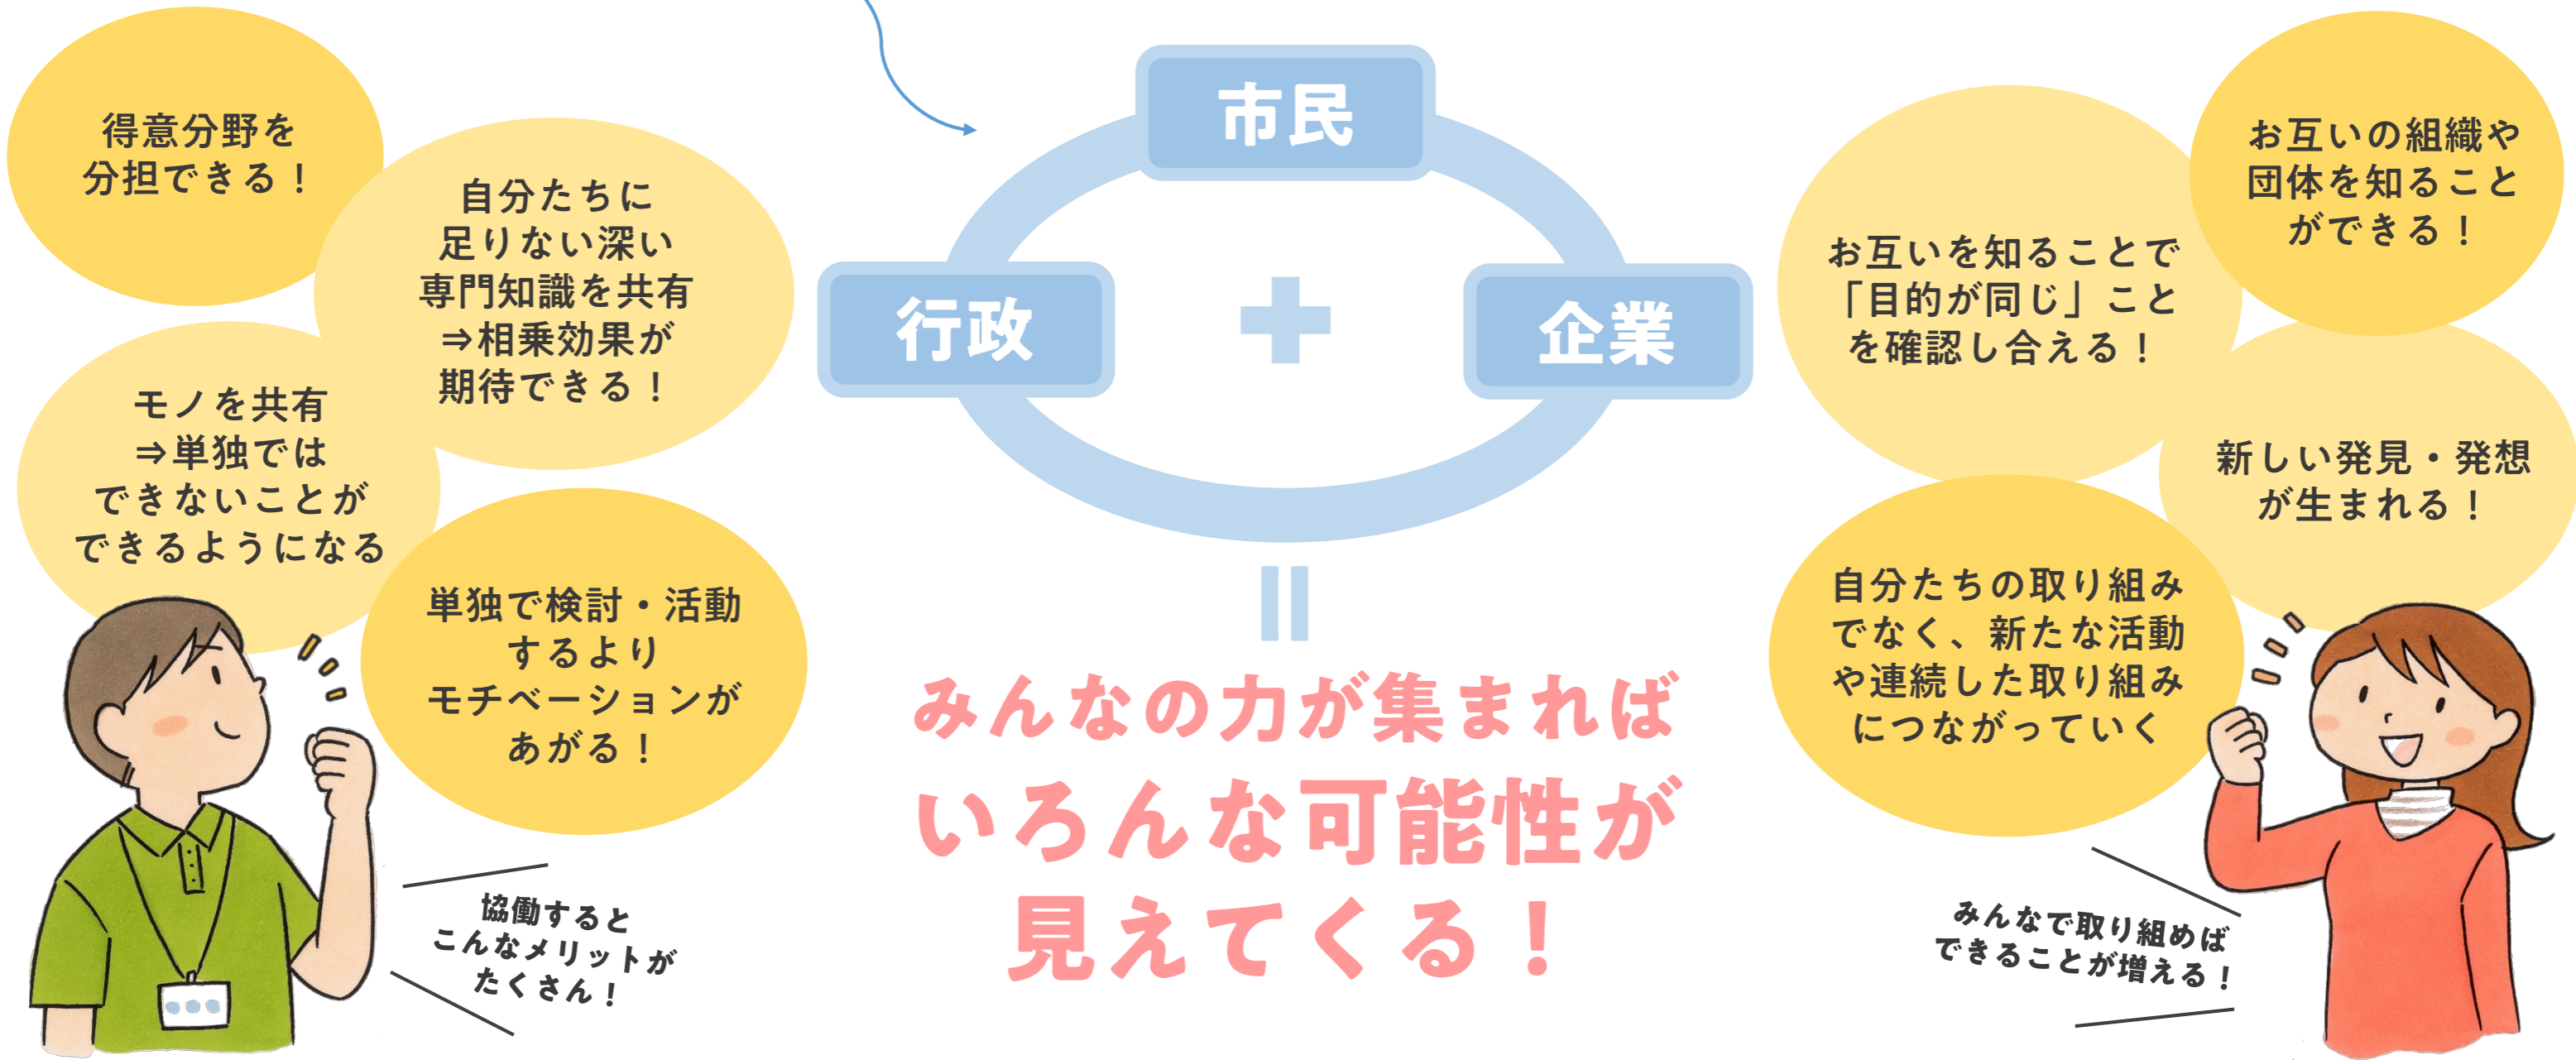 得意分野を
分担できる！
自分たちに
足りない深い
専門知識を共有
⇒相乗効果が
期待できる！
モノを共有
⇒単独では
できないことが
できるようになる
単独で検討・活動
するより
モチベーションが
あがる！
協働すると
こんなメリットが
たくさん！
市民
行政
企業
みんなの力が集まれば
いろんな可能性が
見えてくる！
お互いの組織や
団体を知ること
ができる！
お互いを知ることで
「目的が同じ」こと
を確認し合える！
新しい発見・発想
が生まれる！
自分たちの取り組み
でなく、新たな活動
や連続した取り組み
につながっていく
みんなで取り組めば
できることが増える！